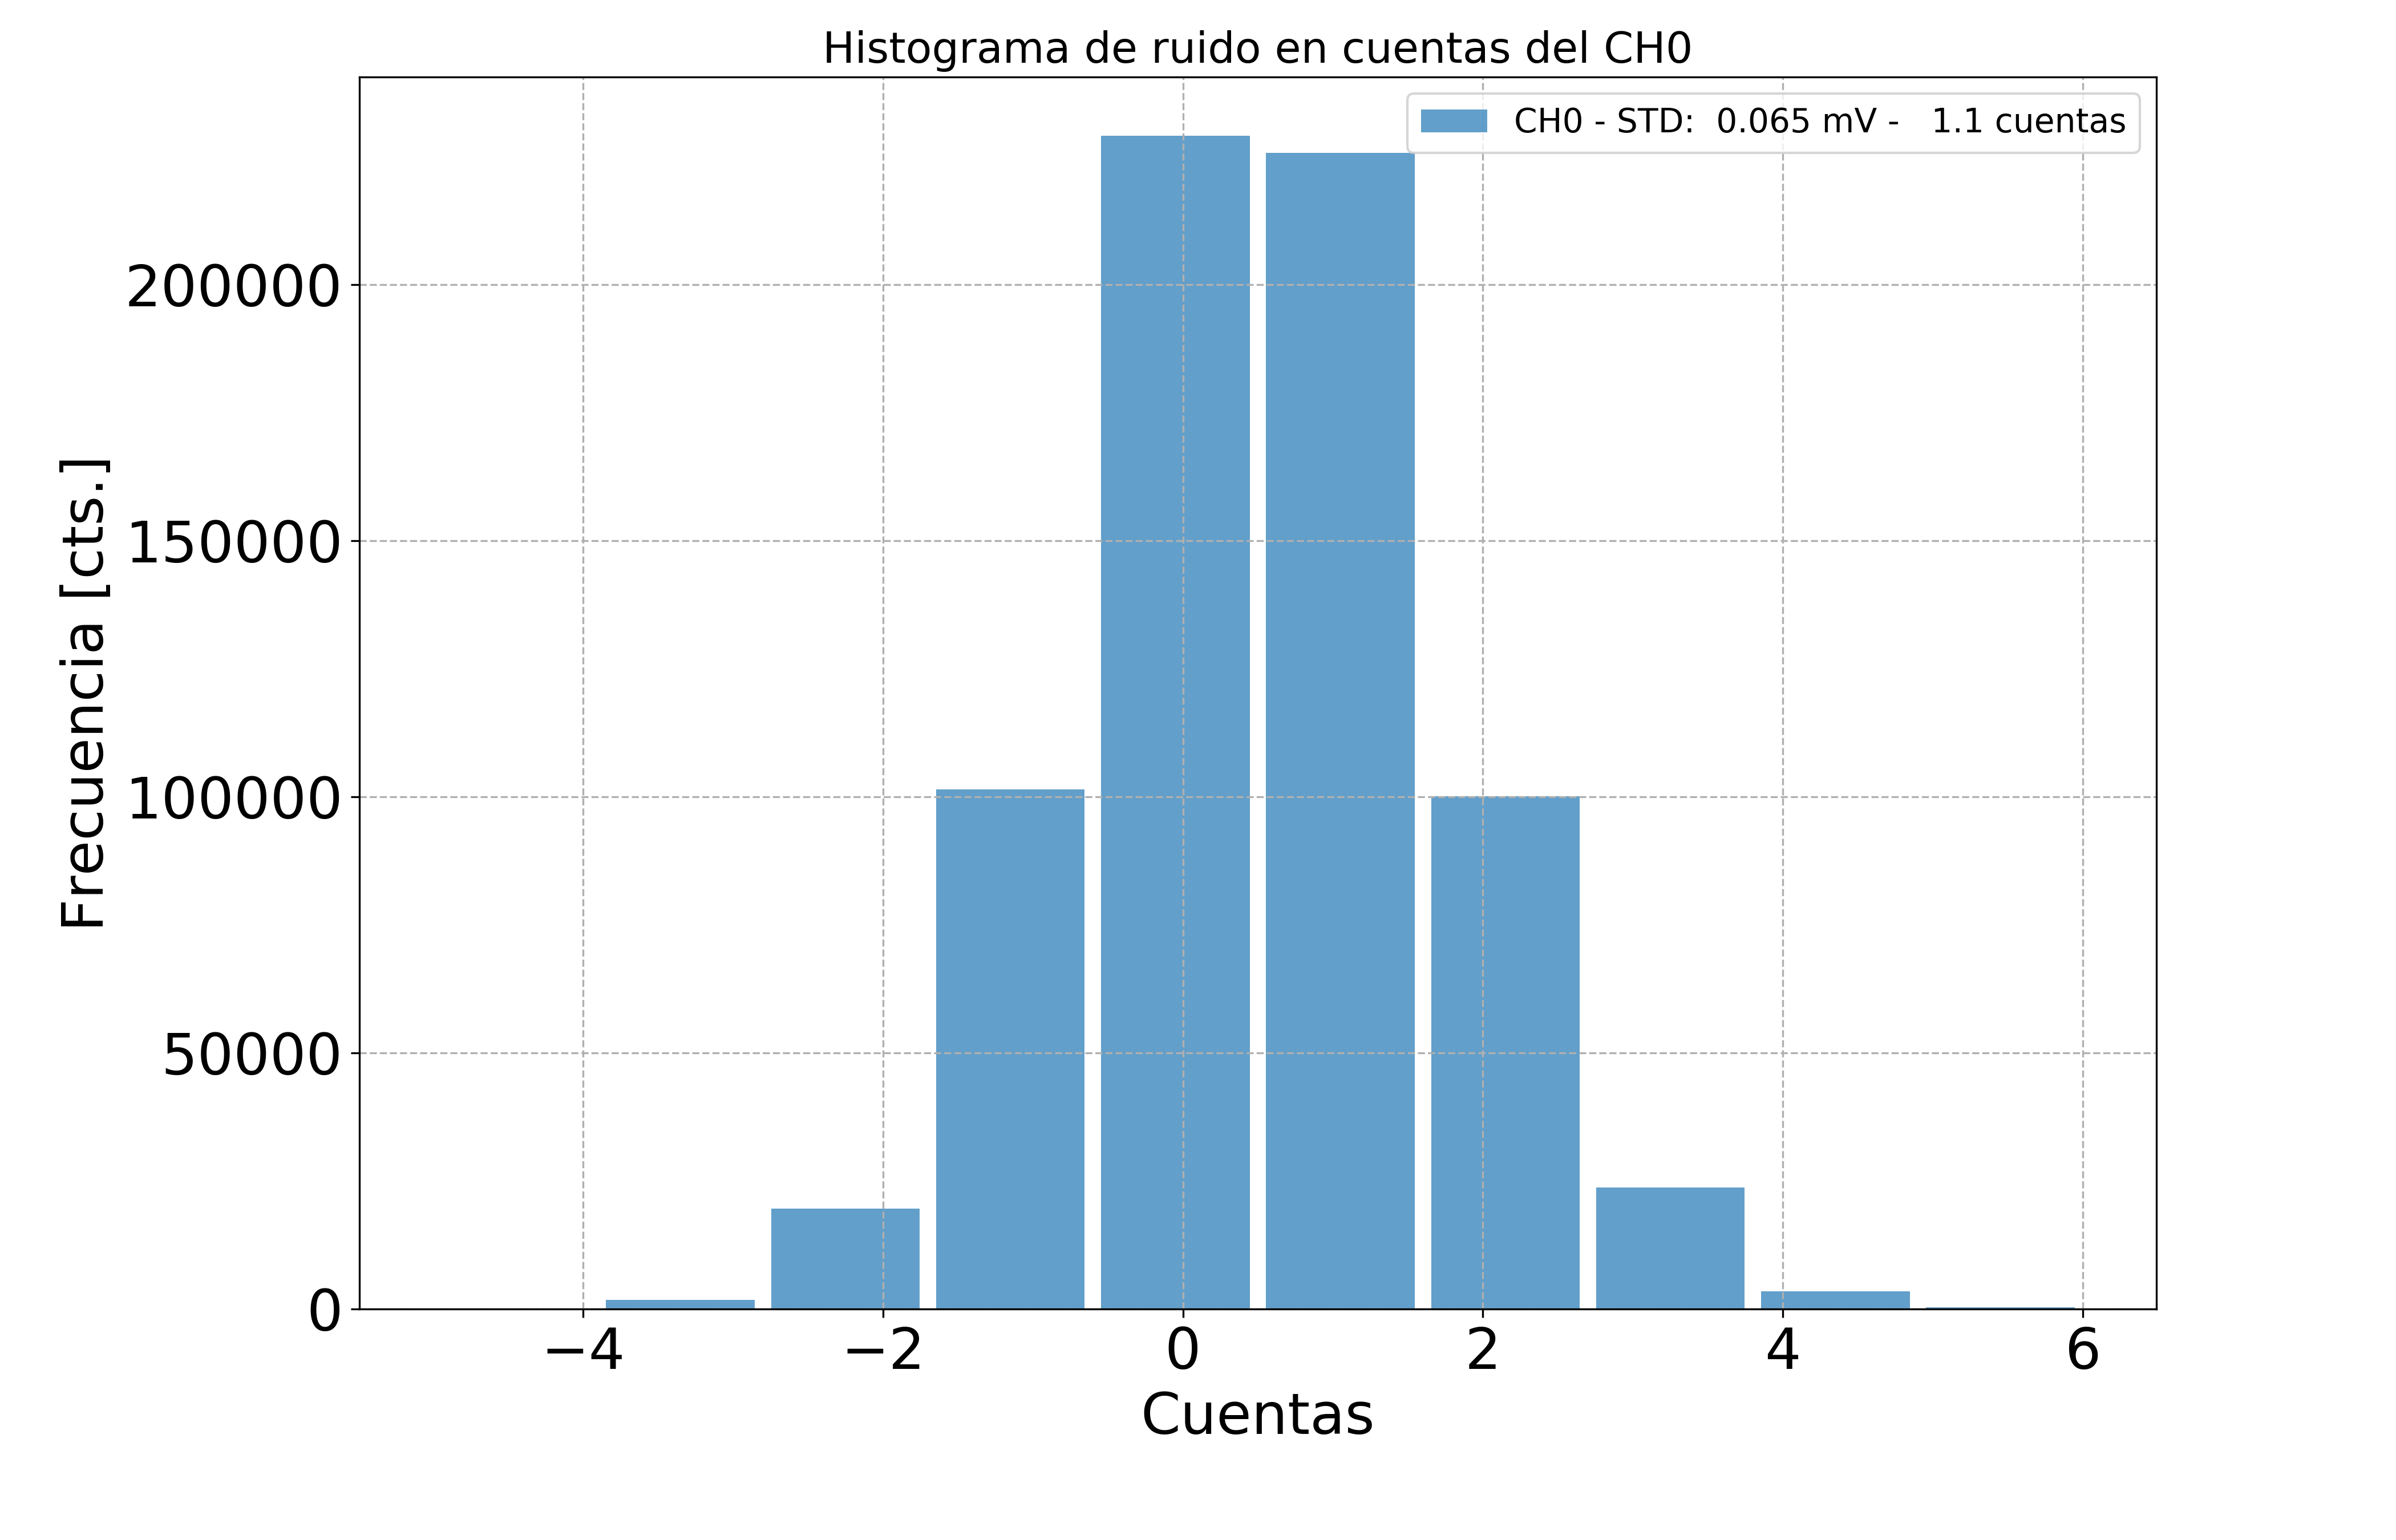 Histograma de ruido en cuentas del CH0
CH0 - STD:  0.065 mV -   1.1 cuentas
Frecuencia [cts.]
200000
150000
100000
50000
0
−4 −2 0 2 4 6
Cuentas